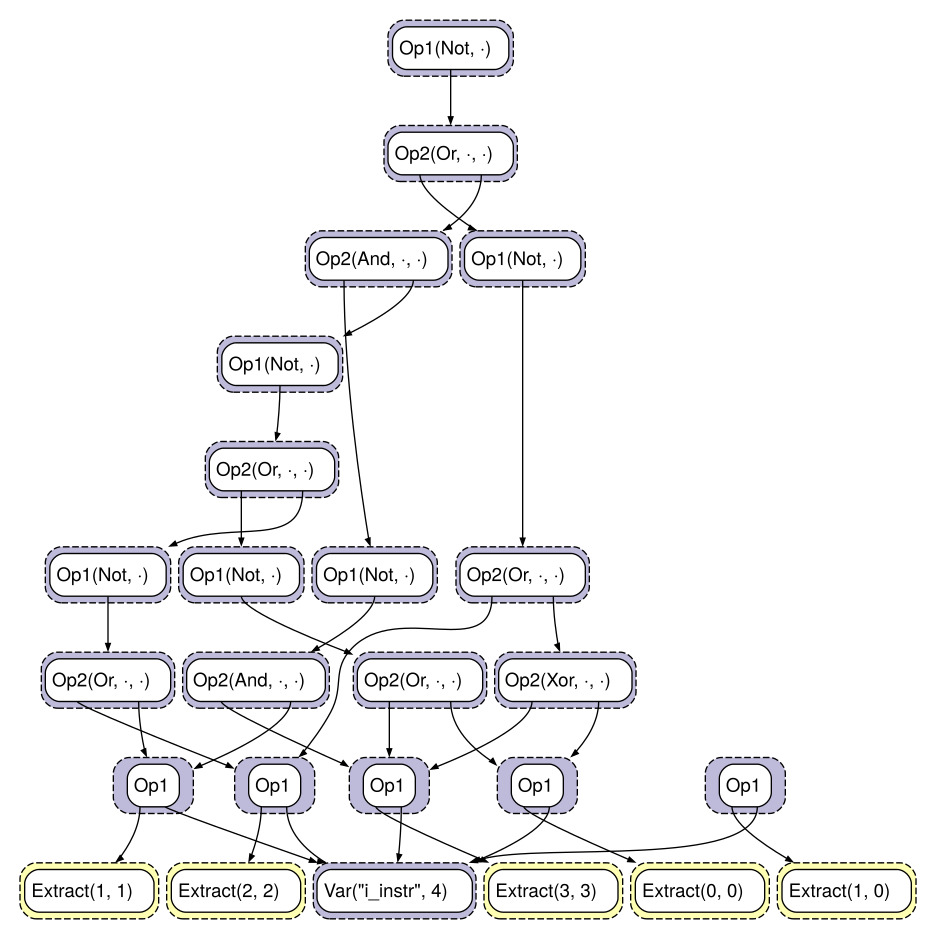 Op1(Not, ·)
Op2(Or, ·, ·)
Op2(And, ·, ·)
Op1(Not, ·)
Op1(Not, ·)
Op2(Or, ·, ·)
Op1(Not, ·)
Op1(Not, ·)
Op1(Not, ·)
Op2(Or, ·, ·)
Op2(Or, ·, ·)
Op2(And, ·, ·)
Op2(Or, ·, ·)
Op2(Xor, ·, ·)
Op1
Op1
Op1
Op1
Op1
Extract(1, 1)
Extract(2, 2)
Var("i_instr", 4)
Extract(3, 3)
Extract(0, 0)
Extract(1, 0)